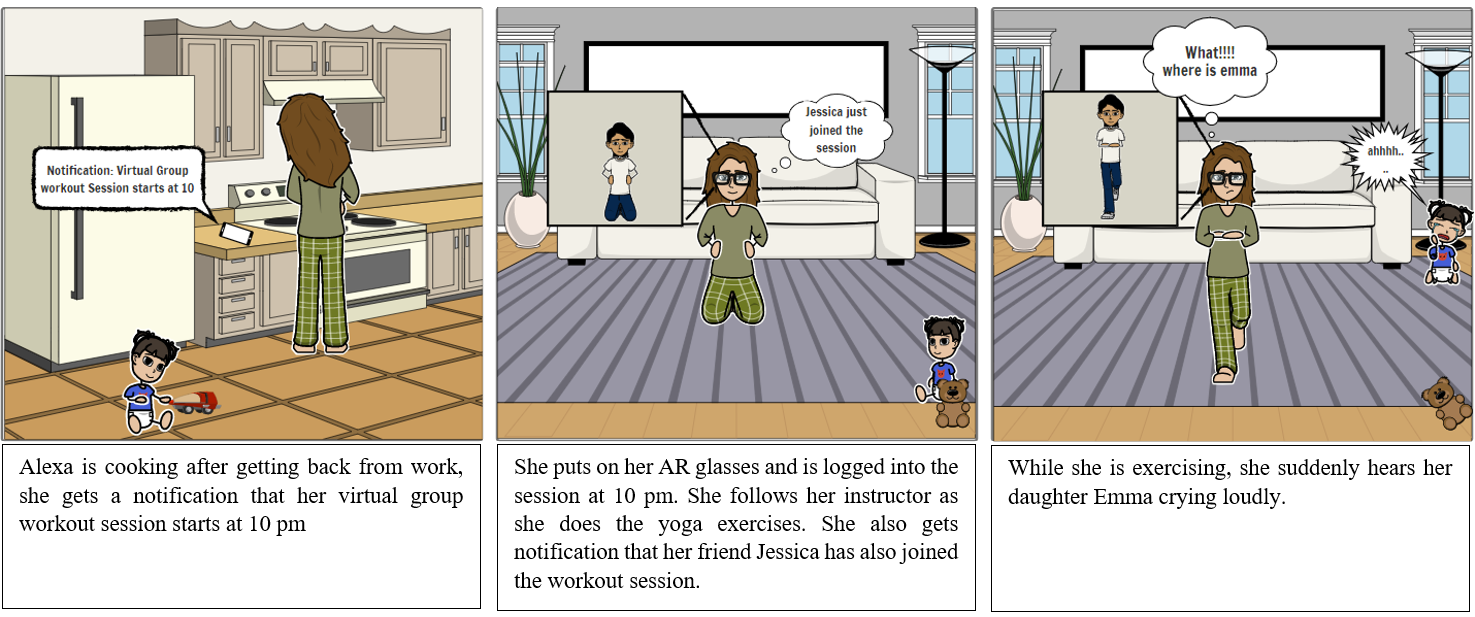 Notification: Virtual Group
workout Session starts at 10
Jessica just
joined the
session
What!!!!
where is emma
ahhhh..
..
Alexa is cooking after getting back from work,
she gets a notification that her virtual group
workout session starts at 10 pm
She puts on her AR glasses and is logged into the
session at 10 pm. She follows her instructor as
she does the yoga exercises. She also gets
notification that her friend Jessica has also joined
the workout session.
While she is exercising, she suddenly hears her
daughter Emma crying loudly.